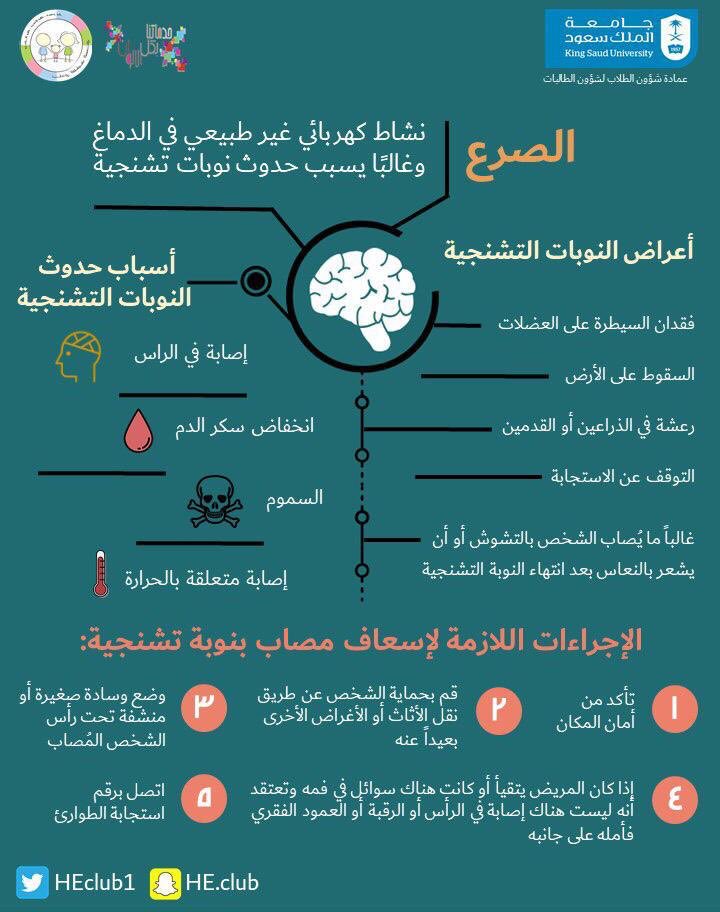 خدماتنا
بكل
الألوان
جــامـعـة
الملك سعود
King Saud University
1957
عمادة شؤون الطلاب لشؤون الطالبات
الصرع
نشاط كهربائي غير طبيعي في الدماغ
وغالبًا يسبب حدوث نوبات تشنجية
أعراض النوبات التشنجية
فقدان السيطرة على العضلات
السقوط على الأرض
رعشة في الذراعين أو القدمين
التوقف عن الاستجابة
غالباً ما يُصاب الشخص بالتشوش أو أن
يشعر بالنعاس بعد انتهاء النوبة التشنجية
أسباب حدوث
النوبات التشنجية
إصابة في الراس
انخفاض سكر الدم
السموم
إصابة متعلقة بالحرارة
الإجراءات اللازمة لإسعاف مصاب بنوبة تشنجية:
١
تأكد من
أمان المكان
٢
قم بحماية الشخص عن طريق
نقل الأثاث أو الأغراض الأخرى
بعيداً عنه
٣
وضع وسادة صغيرة أو
منشفة تحت رأس
الشخص المُصاب
٤
إذا كان المريض يتقيأ أو كانت هناك سوائل في فمه وتعتقد
أنه ليست هناك إصابة في الرأس أو الرقبة أو العمود الفقري
فأمله على جانبه
٥
اتصل برقم
استجابة الطوارئ
HEclub1
HE.club